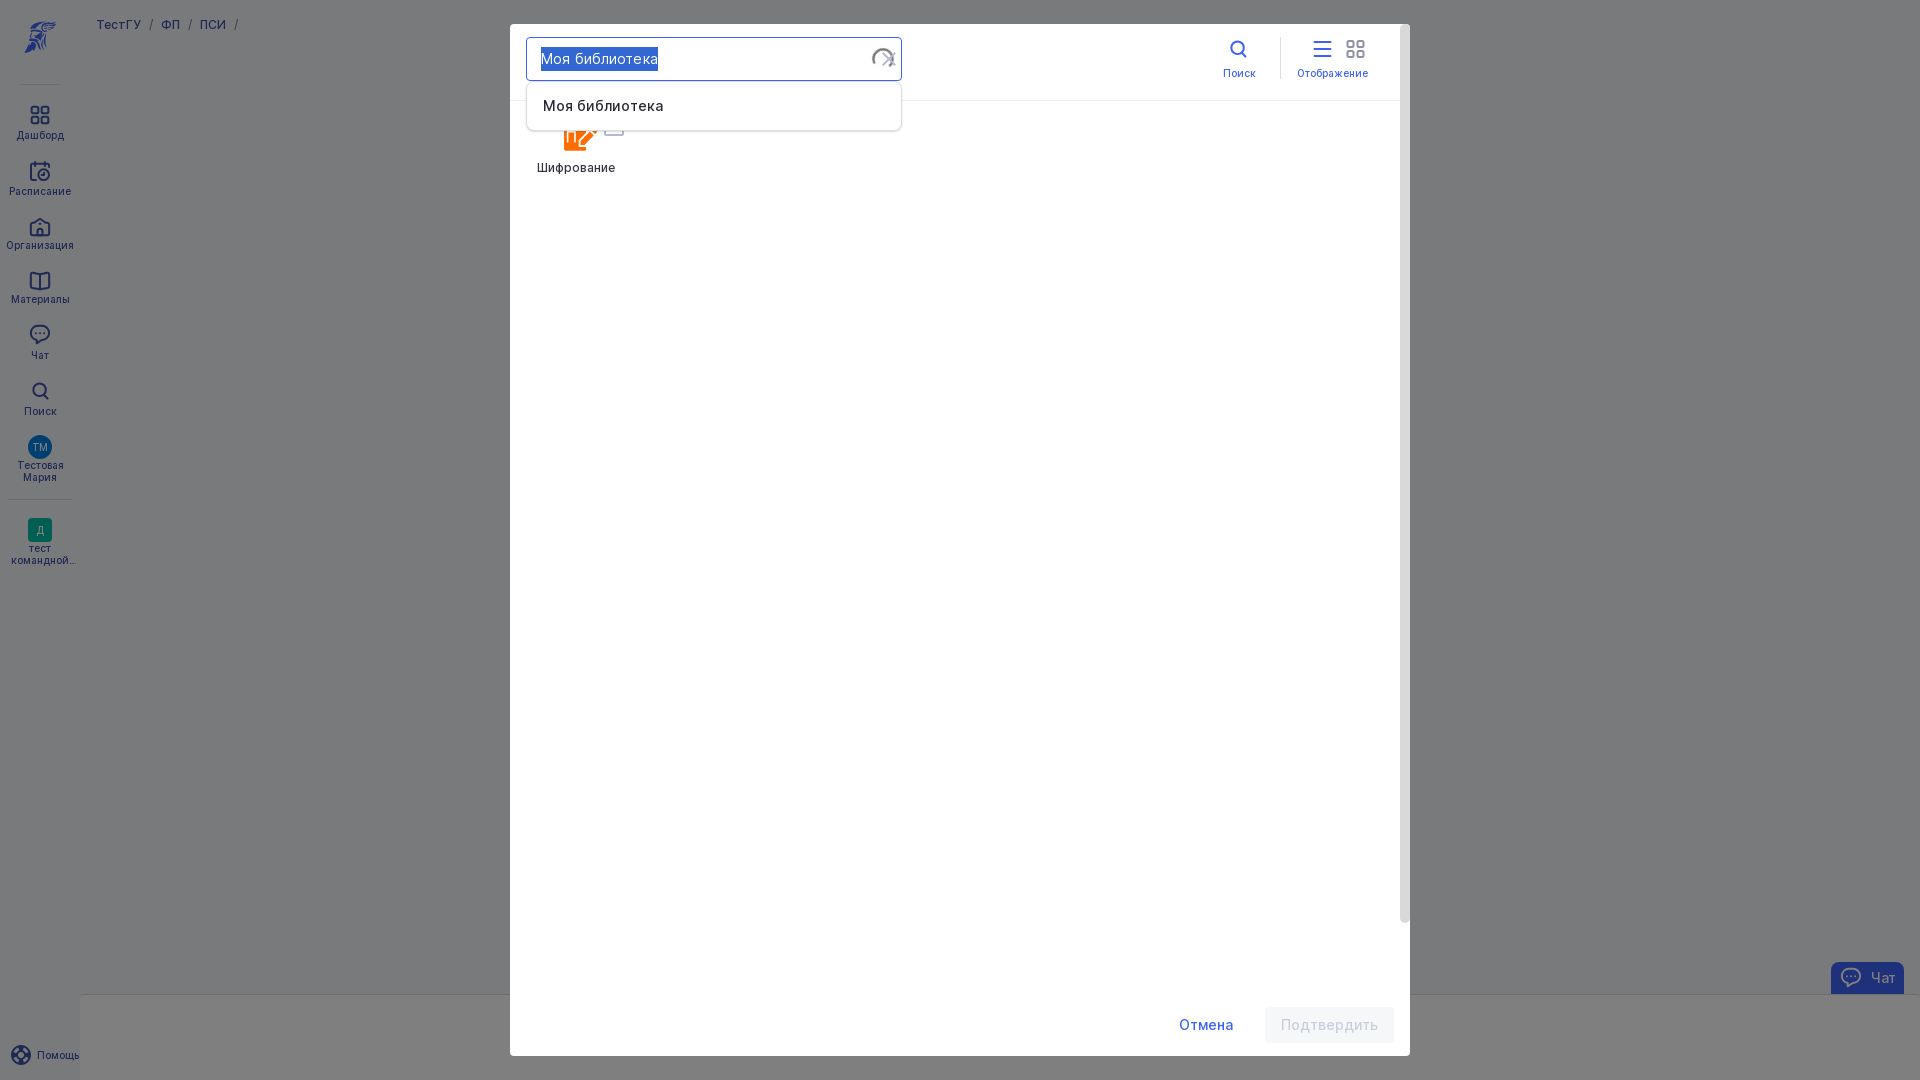 ТестГУ / ФП / ПСИ /
Дашборд
Расписание
Организация
Материалы
Чат
Поиск
ТМ
Тестовая
Мария
Д
тест
командной...
Помощь
Моя библиотека
Моя библиотека
Поиск
Отображение
Шифрование
Чат
Отмена
Подтвердить